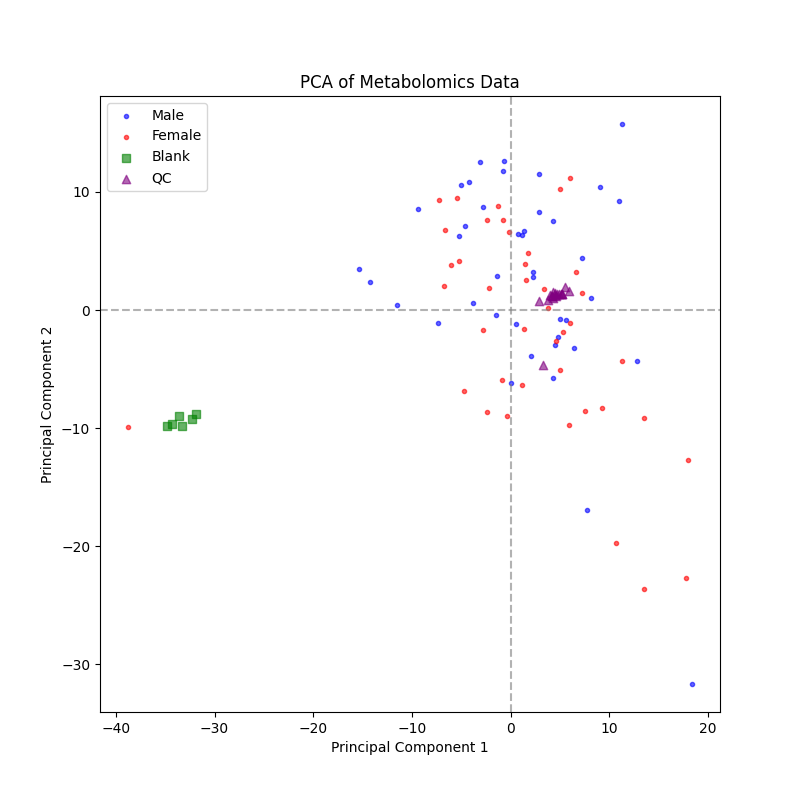 PCA of Metabolomics Data
Male
Female
Blank
QC
10
0
−10
−20
−30
Principal Component 2
−40
−30
−20
−10
0
10
20
Principal Component 1